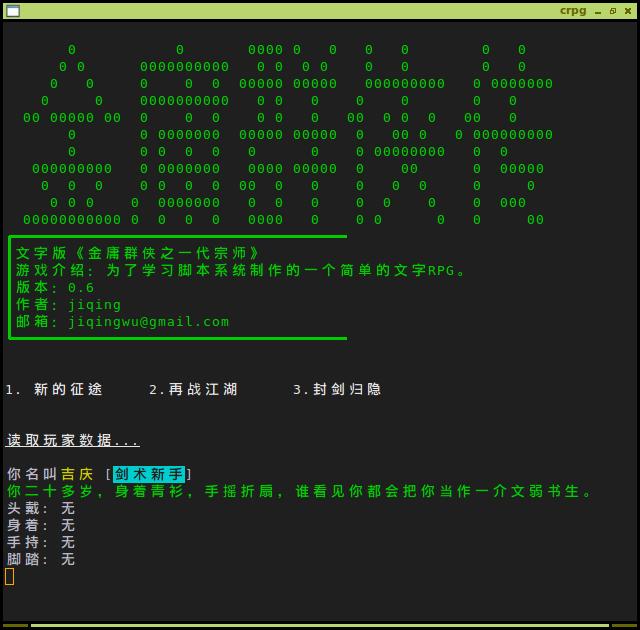 crpg
金庸群侠传
文字版《金庸群侠之一代宗师》
游戏介绍: 为了学习脚本系统制作的一个简单的文字RPG。
版本: 0.6
作者: jiqing
邮箱: jiqingwu@gmail.com
1. 新的征途 2.再战江湖 3.封剑归隐
读取玩家数据...
你名叫吉庆 [剑术新手]
你二十多岁，身着青衫，手摇折扇，谁看见你都会把你当作一介文弱书生。
头戴: 无
身着: 无
手持: 无
脚踏: 无